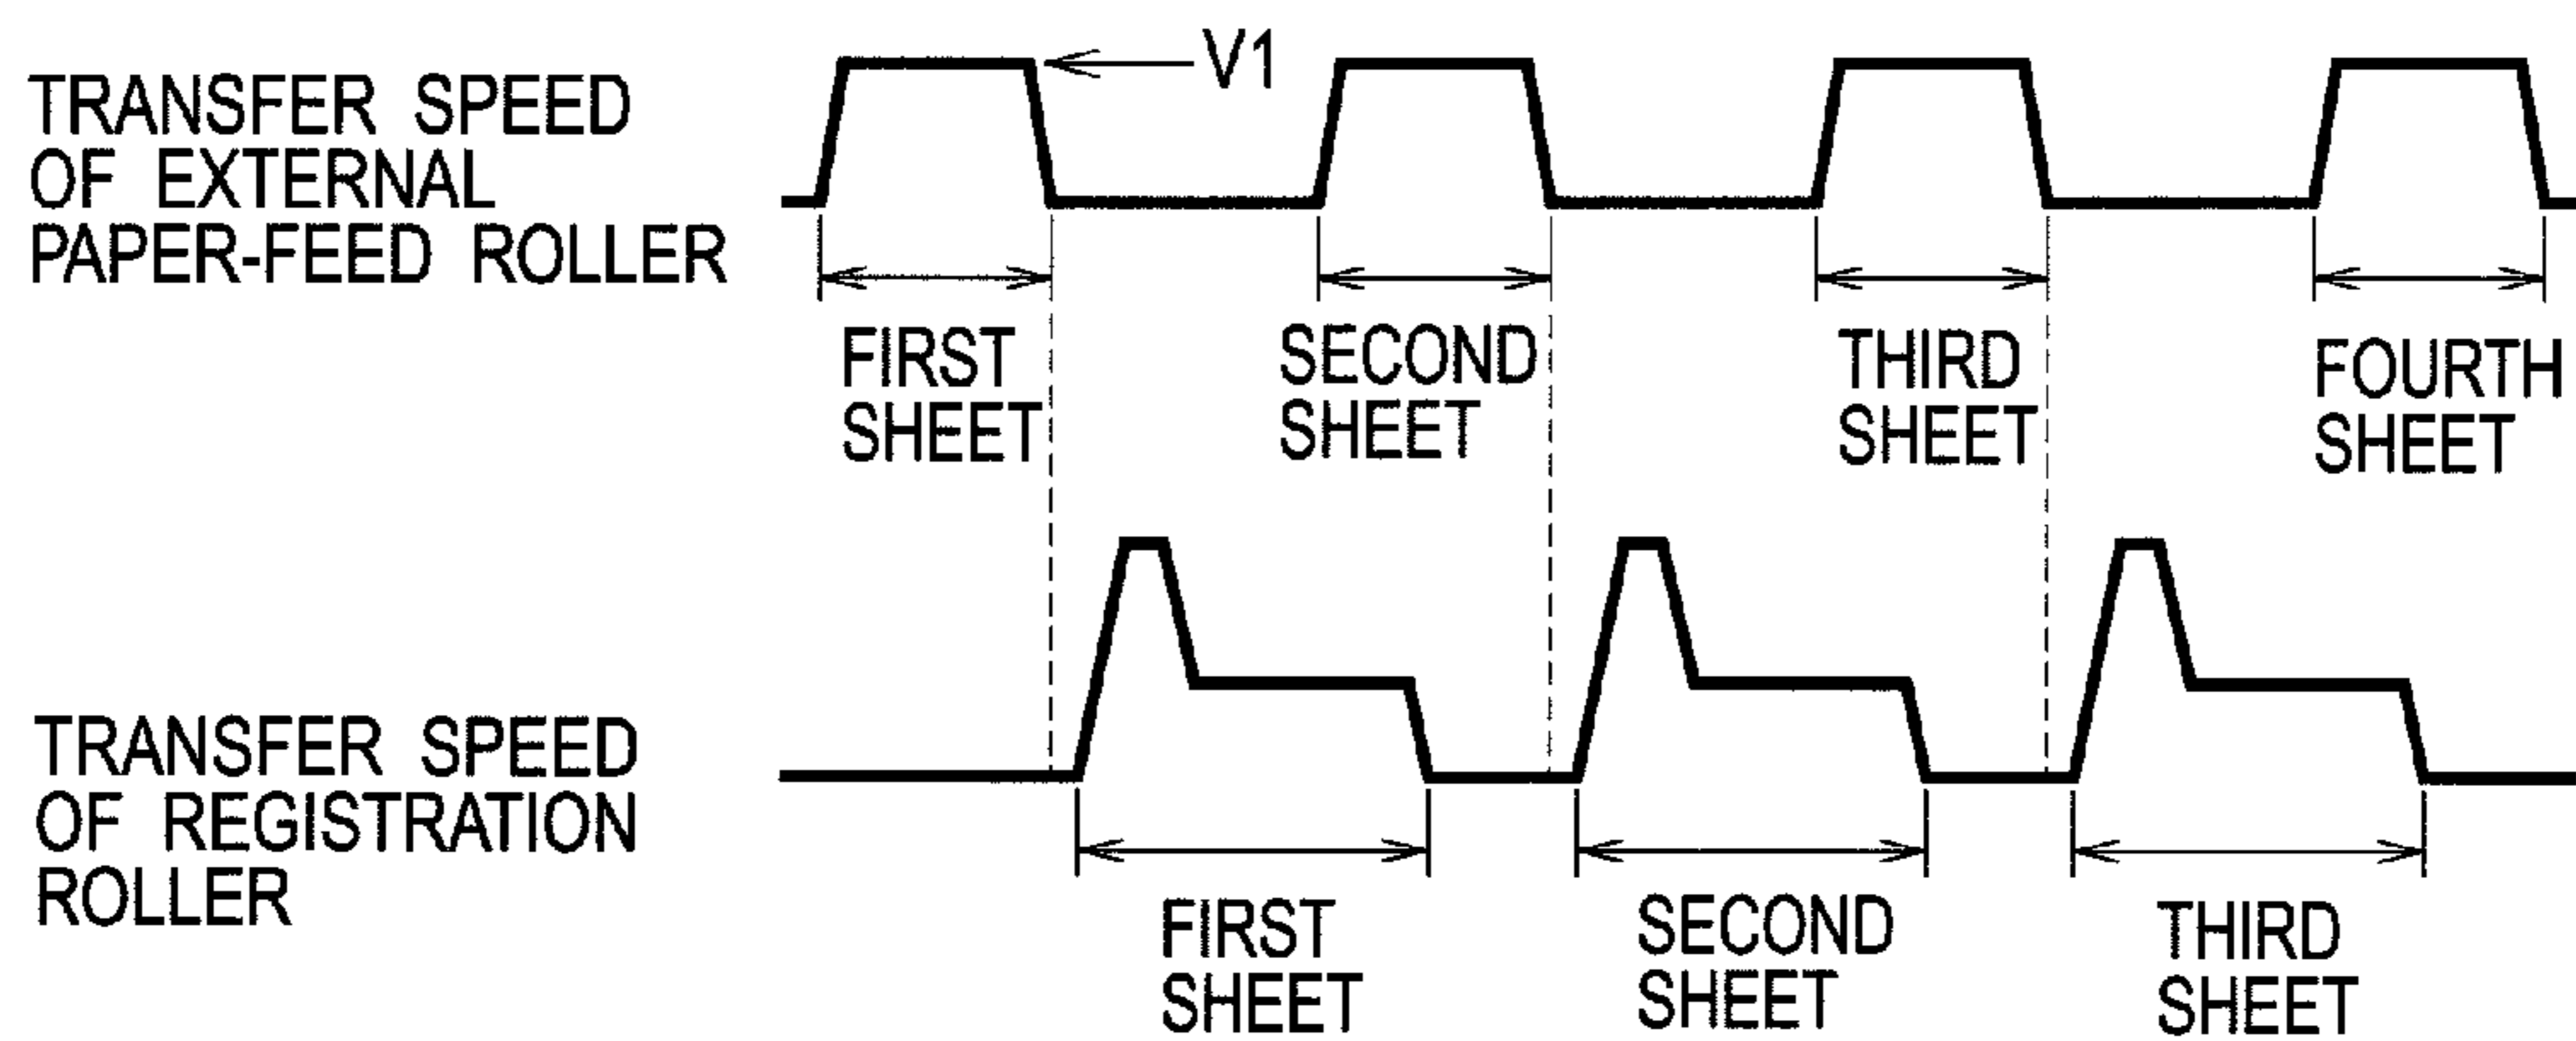 V1
TRANSFER SPEED
OF EXTERNAL
PAPER-FEED ROLLER
FIRST
SHEET
SECOND
SHEET
THIRD
SHEET
FOURTH
SHEET
TRANSFER SPEED
OF REGISTRATION
ROLLER
FIRST
SHEET
SECOND
SHEET
THIRD
SHEET